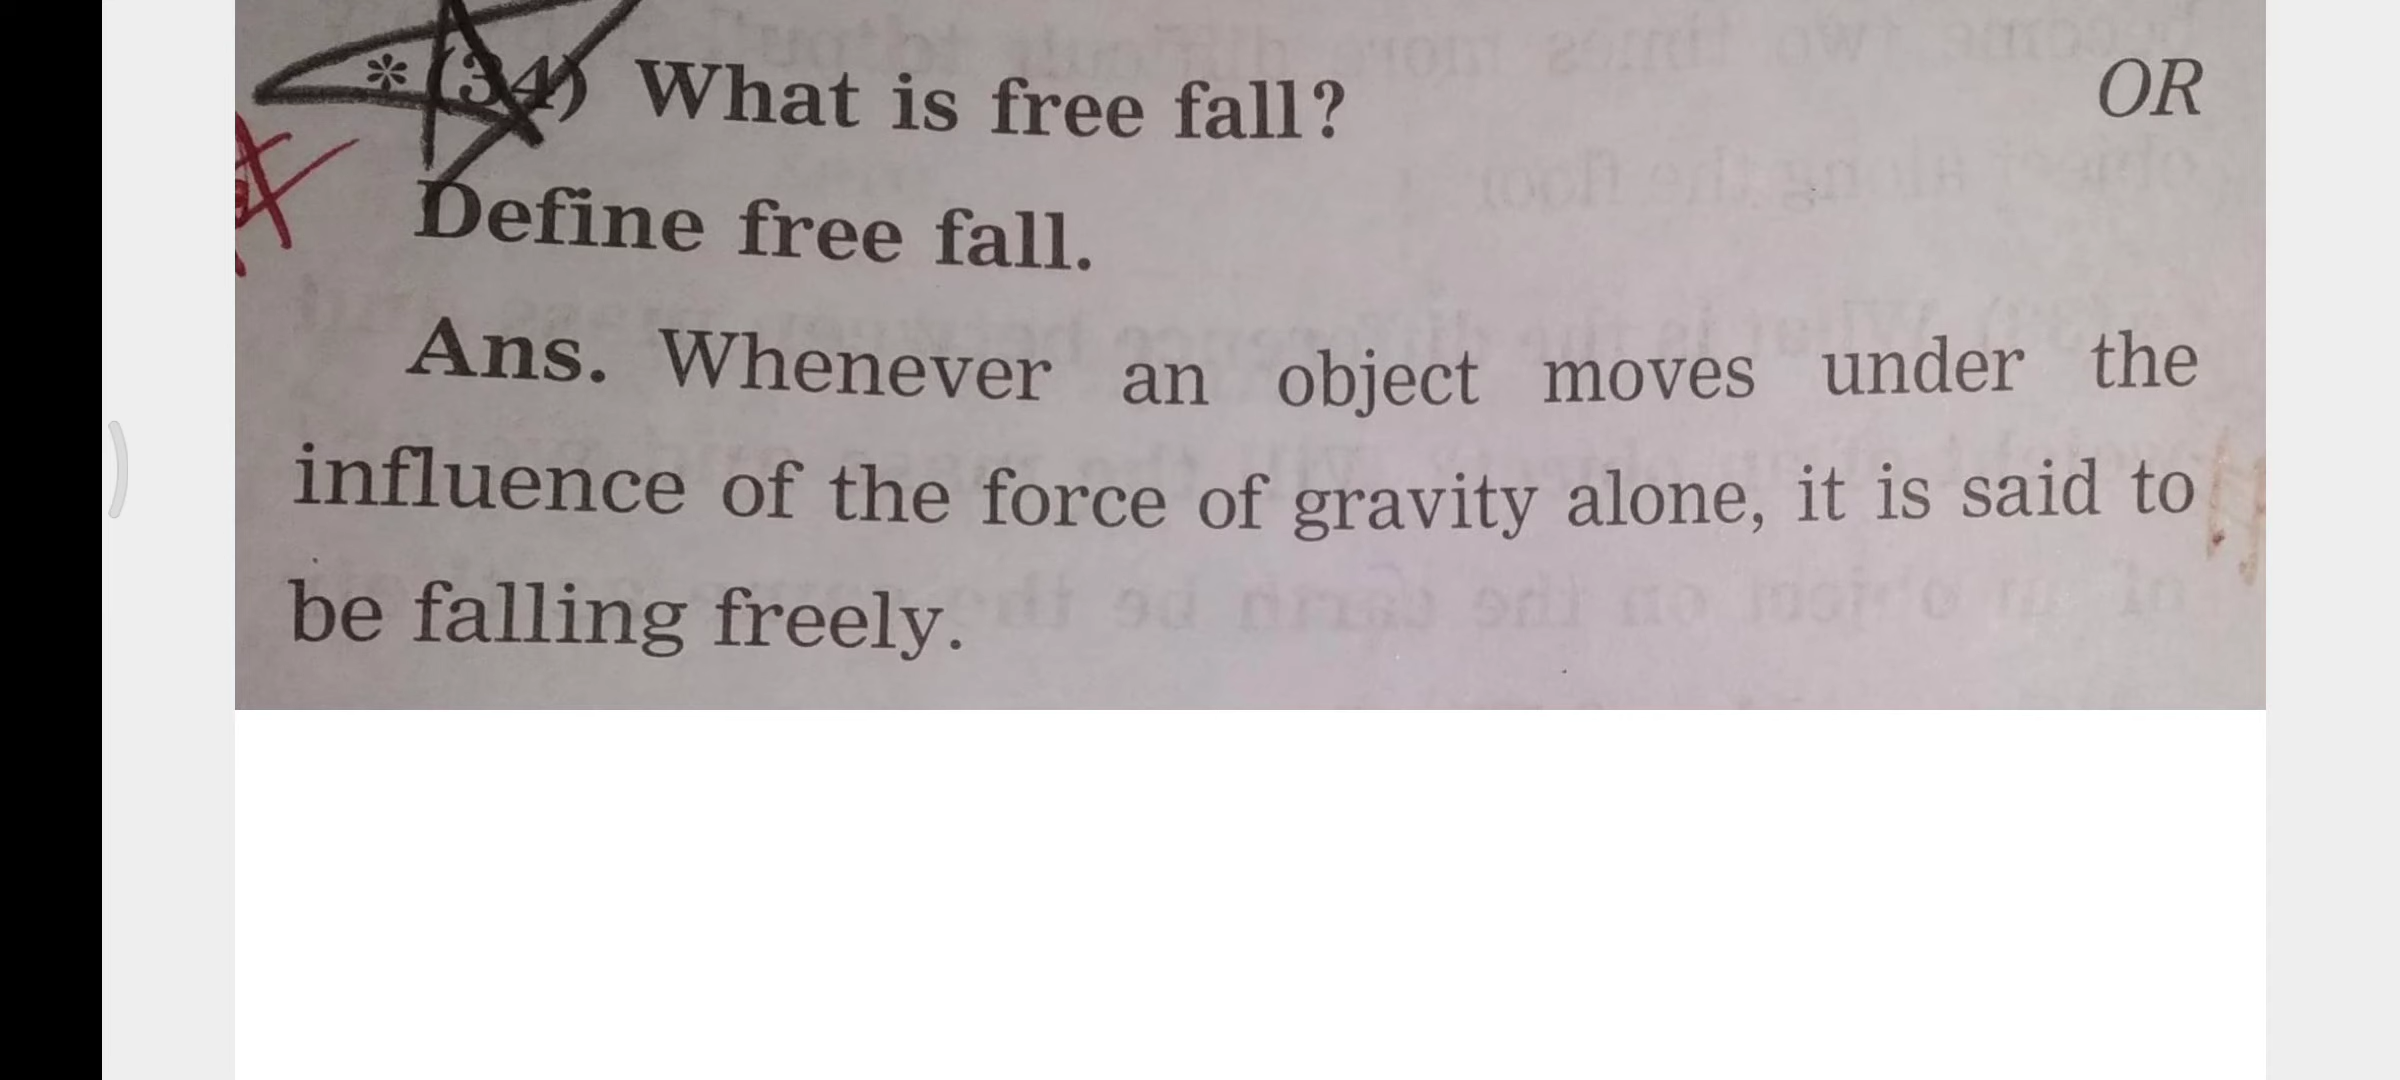 * (34) What is free fall? OR
Define free fall.
Ans. Whenever an object moves under the
influence of the force of gravity alone, it is said to
be falling freely.